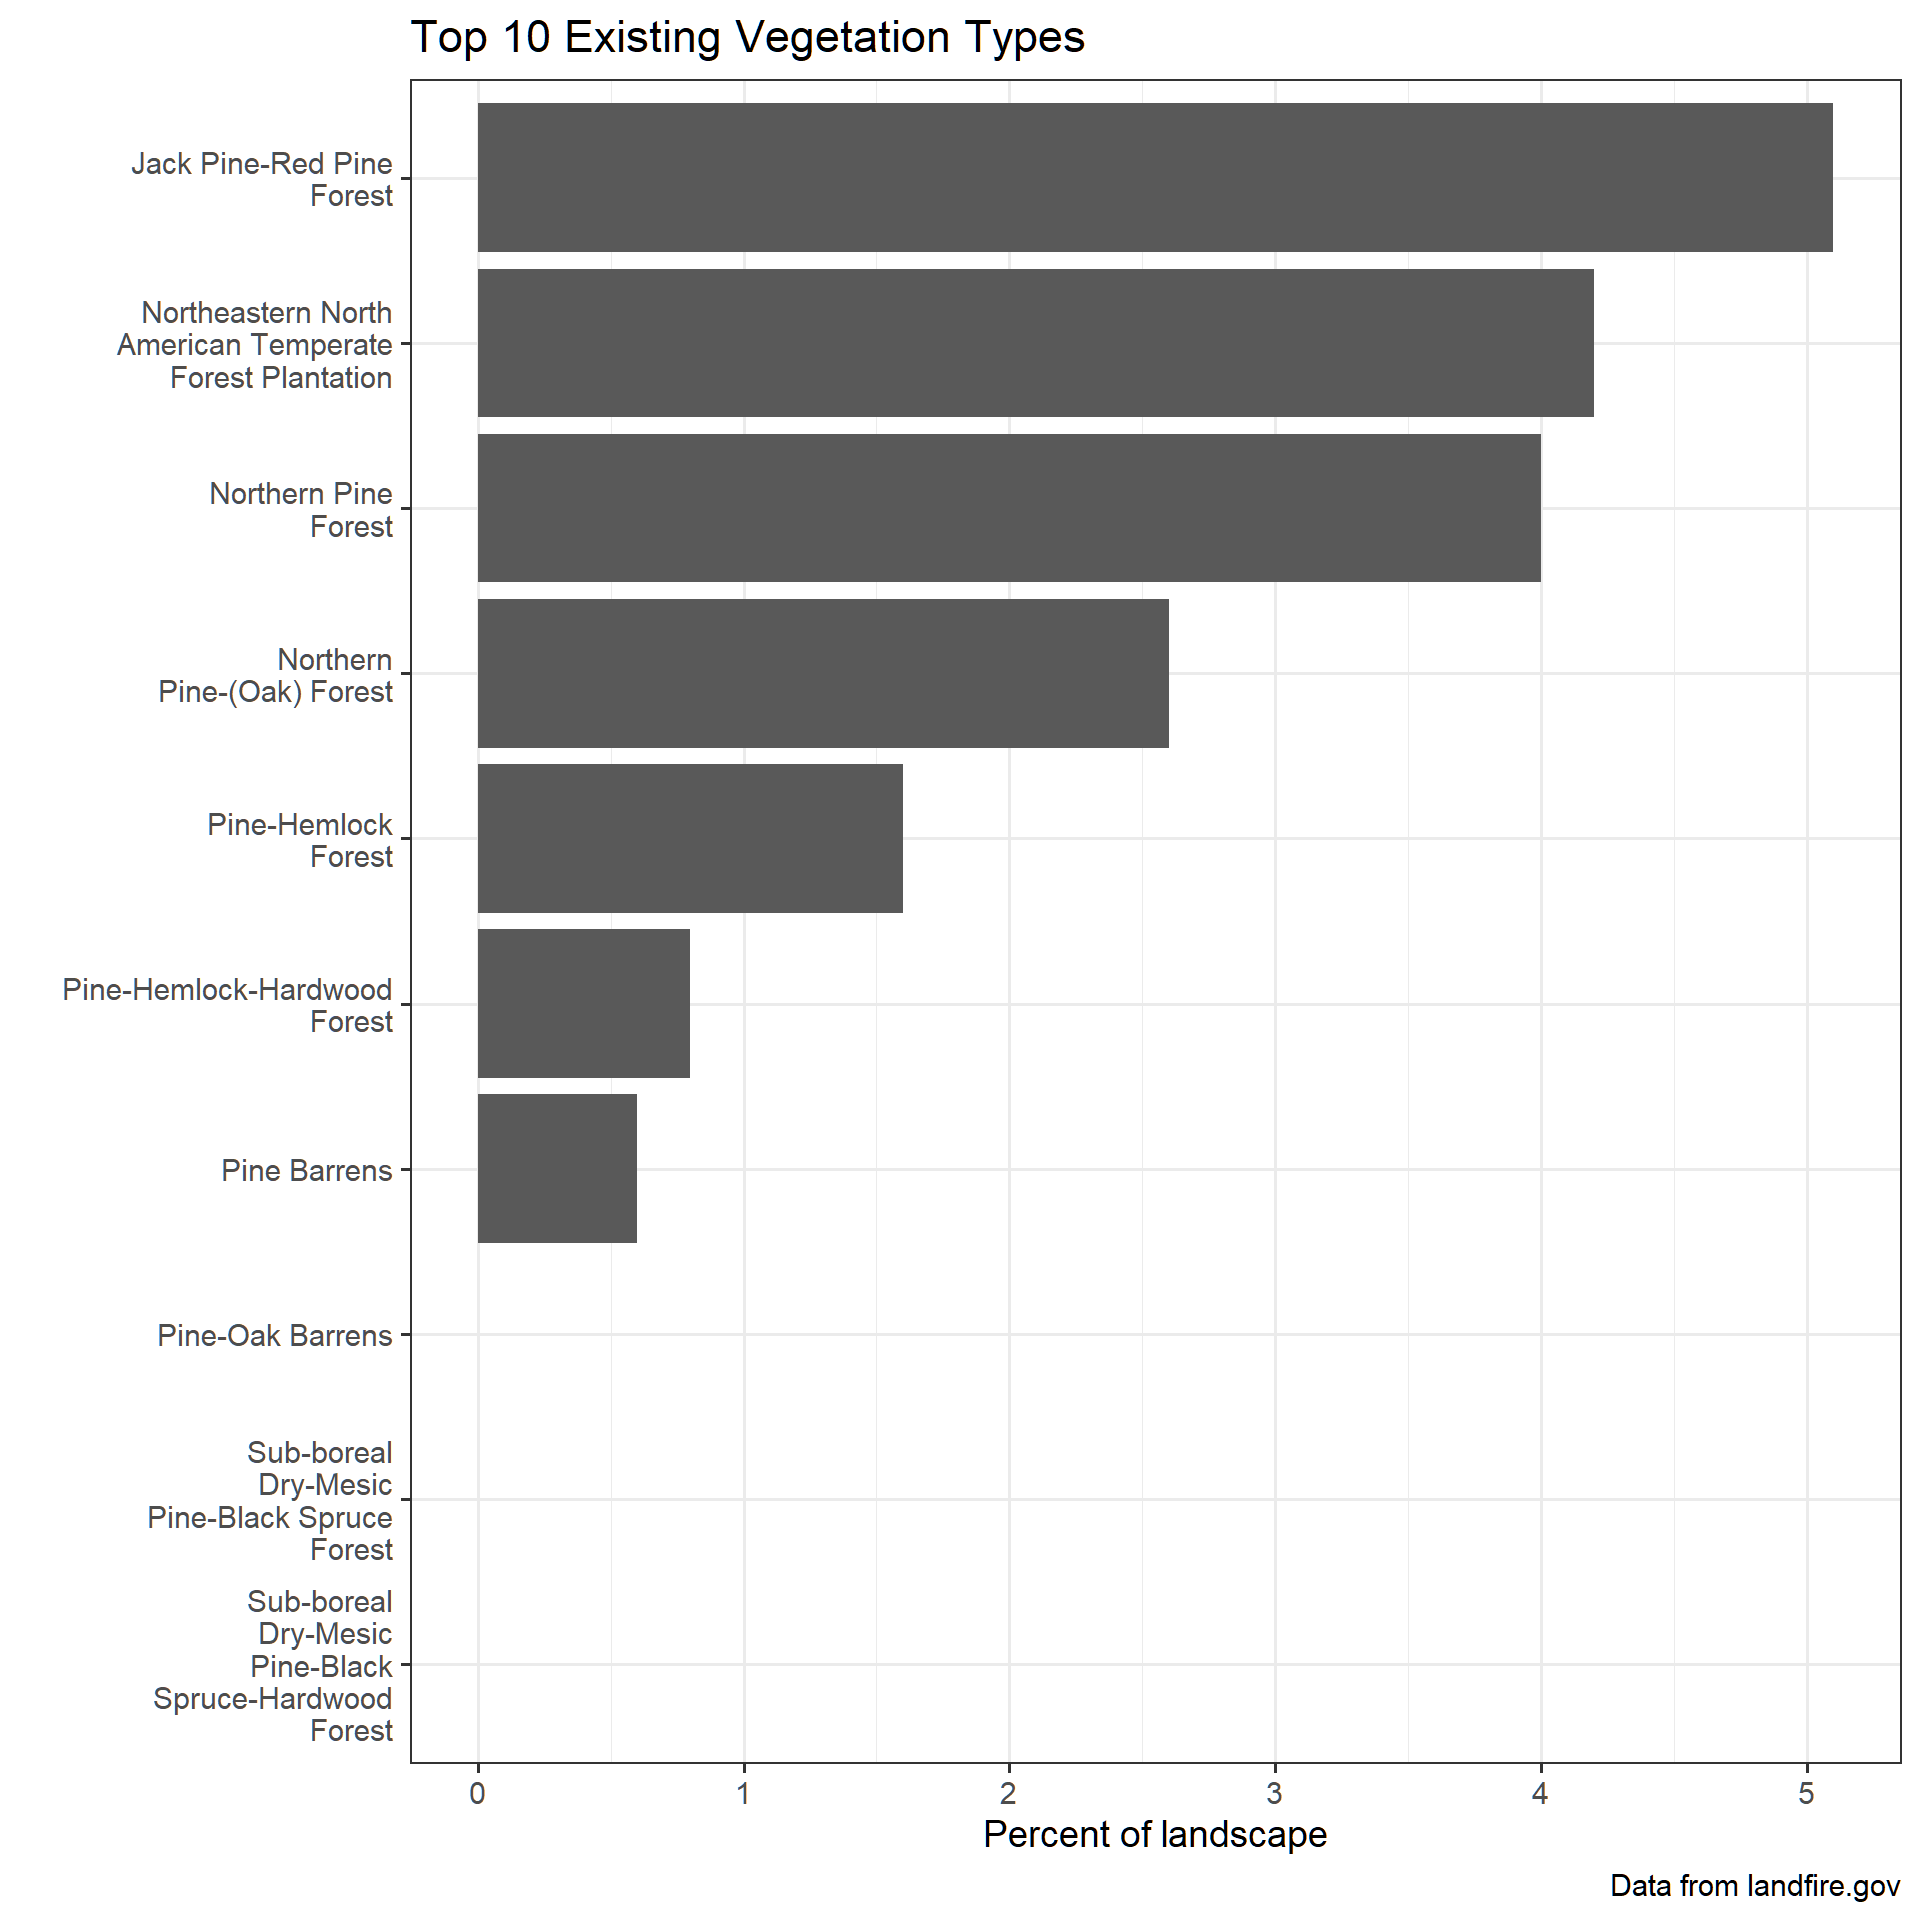 Top 10 Existing Vegetation Types
Jack Pine-Red Pine
Forest
Northeastern North
American Temperate
Forest Plantation
Northern Pine
Forest
Northern
Pine-(Oak) Forest
Pine-Hemlock
Forest
Pine-Hemlock-Hardwood
Forest
Pine Barrens
Pine-Oak Barrens
Sub-boreal
Dry-Mesic
Pine-Black Spruce
Forest
Sub-boreal
Dry-Mesic
Pine-Black
Spruce-Hardwood
Forest
0 1 2 3 4 5
Percent of landscape
Data from landfire.gov